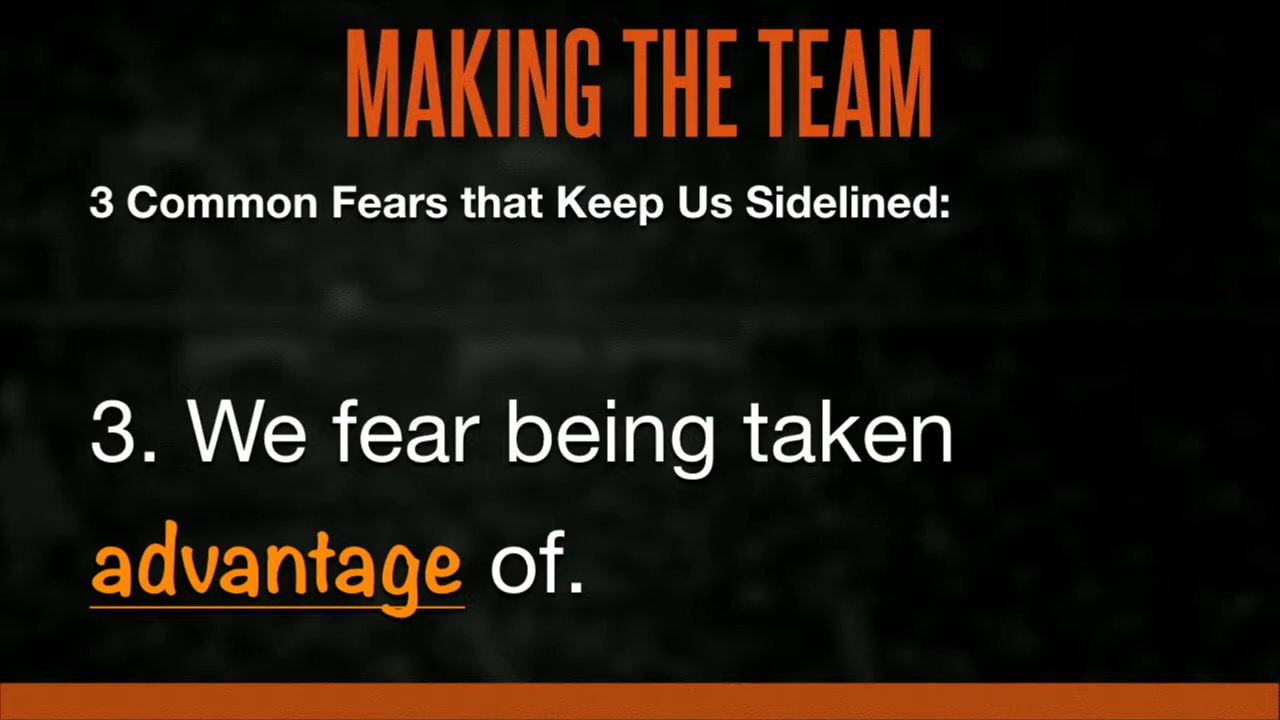 MAKING THE TEAM
3 Common Fears that Keep Us Sidelined:
3. We fear being taken
advantage of.